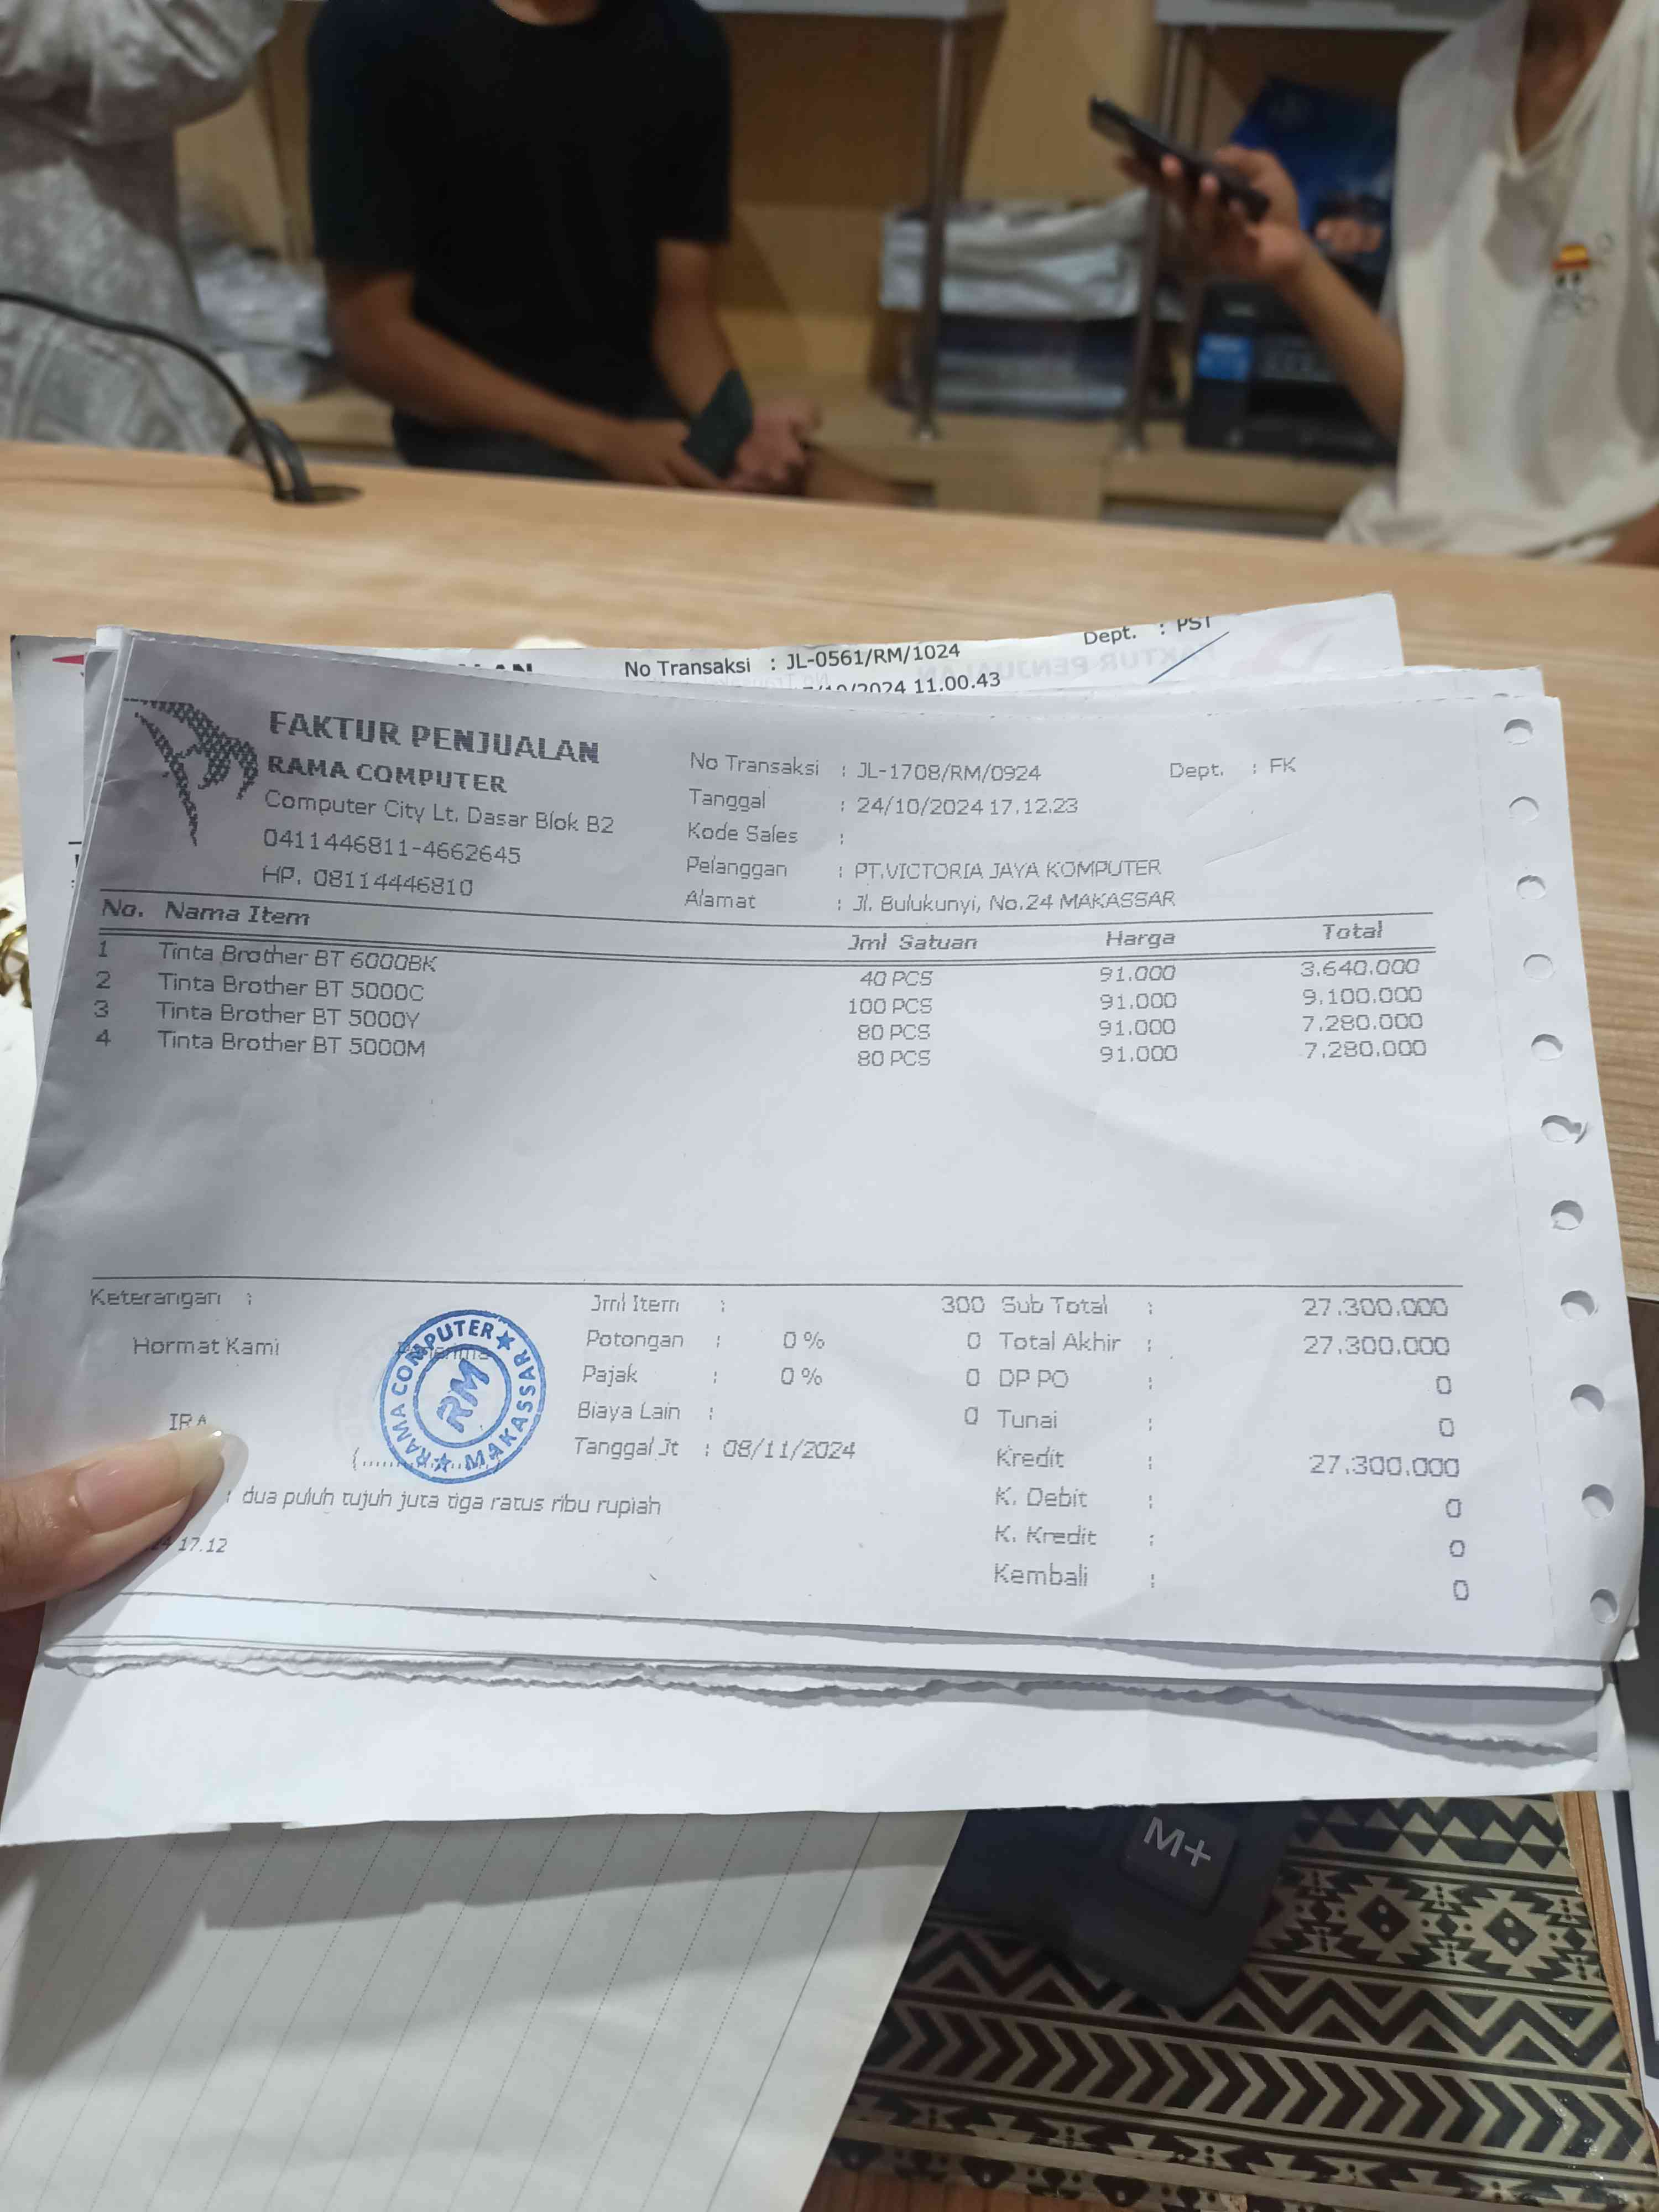 No Transaksi : JL-0561/RM/1024 Dept. : PST
/2024 11.00.43
FAKTUR PENJUALAN
RAMA COMPUTER
Computer City Lt. Dasar Blok B2
0411446811-4662645
HP. 08114446810
No Transaksi : JL-1708/RM/0924 Dept. : FK
Tanggal : 24/10/2024 17.12.23
Kode Sales :
Pelanggan : PT.VICTORIA JAYA KOMPUTER
Alamat : Jl. Bulukunyi, No.24 MAKASSAR
No. Nama Item Jml Satuan Harga Total
1 Tinta Brother BT 6000BK 40 PCS 91.000 3.640.000
2 Tinta Brother BT 5000C 100 PCS 91.000 9.100.000
3 Tinta Brother BT 5000Y 80 PCS 91.000 7.280.000
4 Tinta Brother BT 5000M 80 PCS 91.000 7.280.000
Keterangan :
Hormat Kami Penerima
IRA
RAMA COMPUTER ★ MAKASSAR ★
RM
Jml Item : 300 Sub Total : 27.300.000
Potongan : 0 % 0 Total Akhir : 27.300.000
Pajak : 0 % 0 DP PO : 0
Biaya Lain : 0 Tunai : 0
Tanggal Jt : 08/11/2024 Kredit : 27.300.000
K. Debit : 0
K. Kredit : 0
Kembali : 0
: dua puluh tujuh juta tiga ratus ribu rupiah
17.12
M+